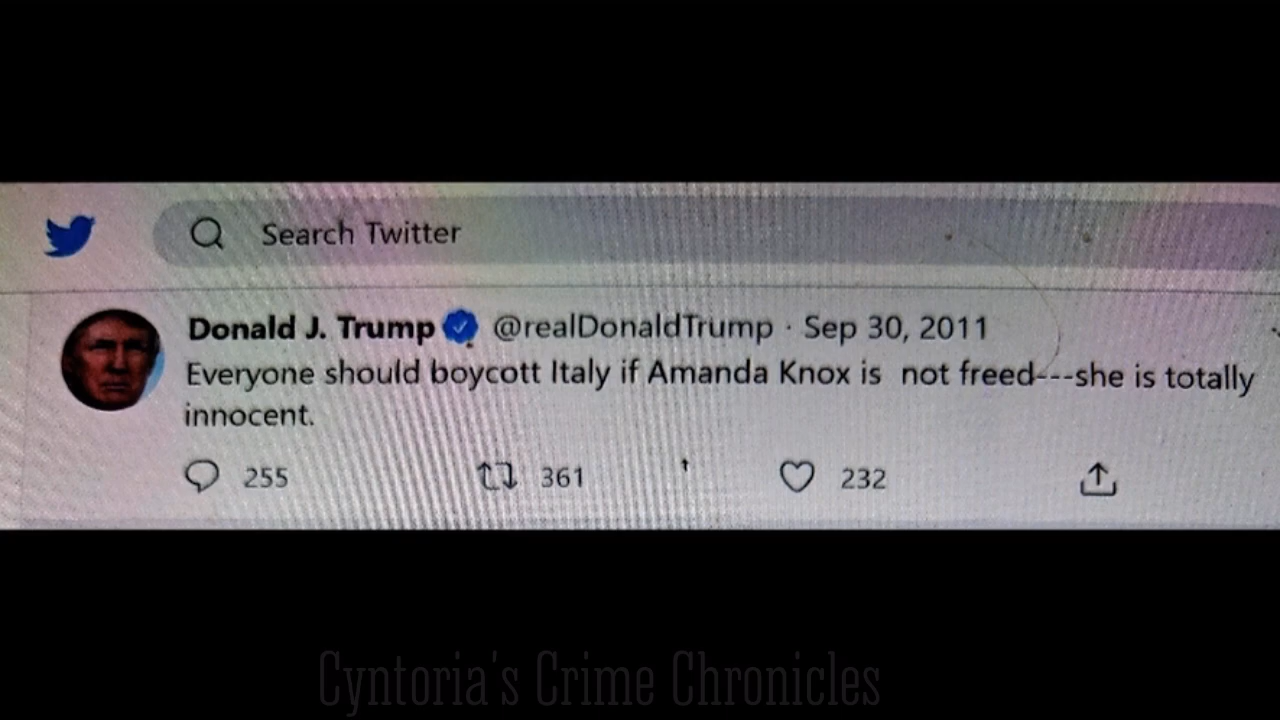 Search Twitter
Donald J. Trump @realDonaldTrump · Sep 30, 2011
Everyone should boycott Italy if Amanda Knox is not freed---she is totally
innocent.
255 361 232
Cyntoria's Crime Chronicles